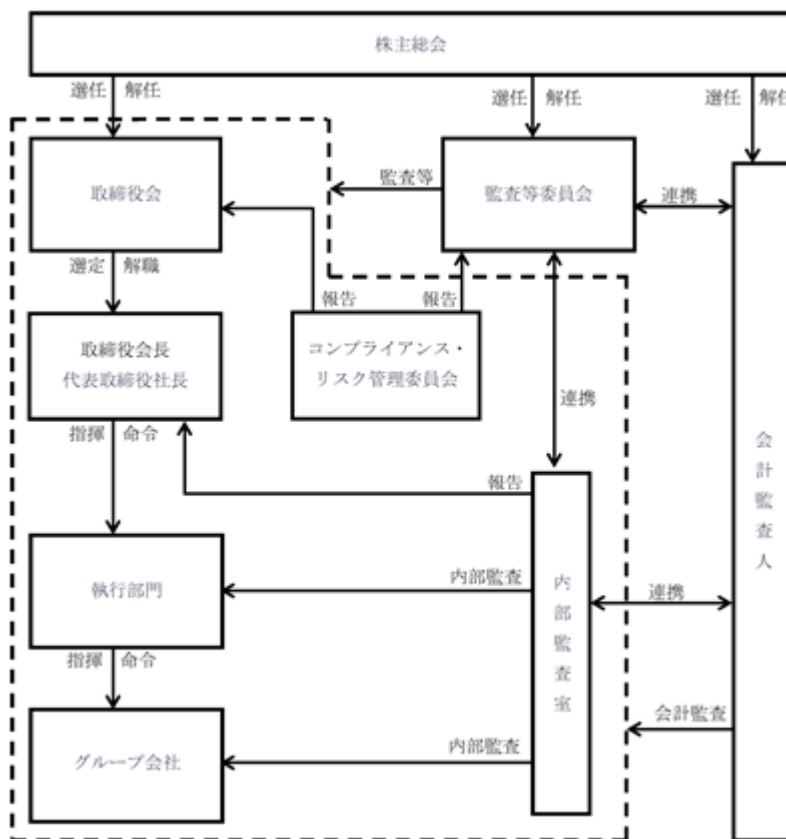 株主総会
選任 解任
選任 解任
選任 解任
取締役会
監査等
監査等委員会
連携
選定 解職
報告
報告
取締役会長
代表取締役社長
コンプライアンス・
リスク管理委員会
連携
指揮 命令
報告
会計監査人
執行部門
内部監査
内部監査室
連携
指揮 命令
会計監査
グループ会社
内部監査